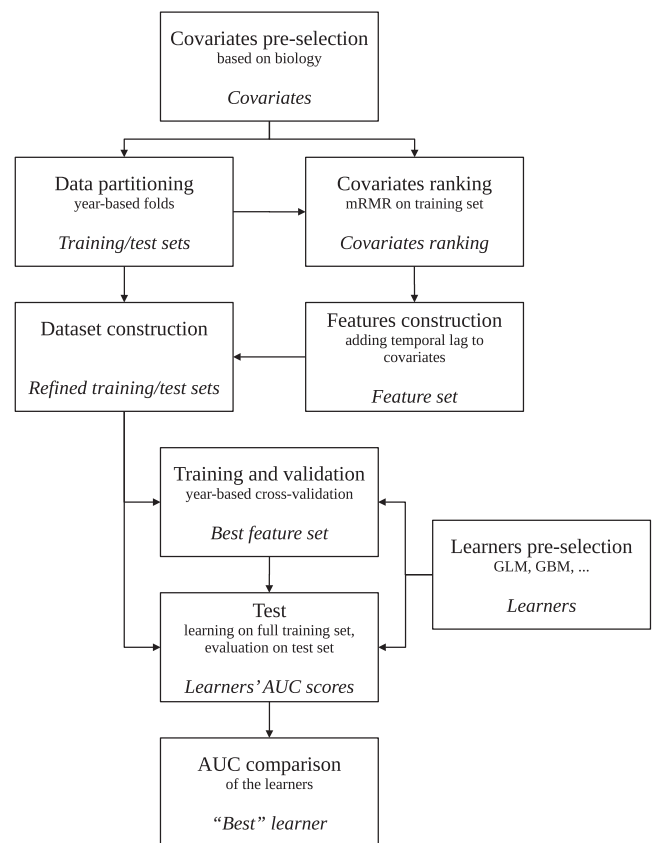 Covariates pre-selection
based on biology
Covariates
Data partitioning
year-based folds
Training/test sets
Covariates ranking
mRMR on training set
Covariates ranking
Dataset construction
Refined training/test sets
Features construction
adding temporal lag to
covariates
Feature set
Training and validation
year-based cross-validation
Best feature set
Learners pre-selection
GLM, GBM, ...
Learners
Test
learning on full training set,
evaluation on test set
Learners’ AUC scores
AUC comparison
of the learners
“Best” learner